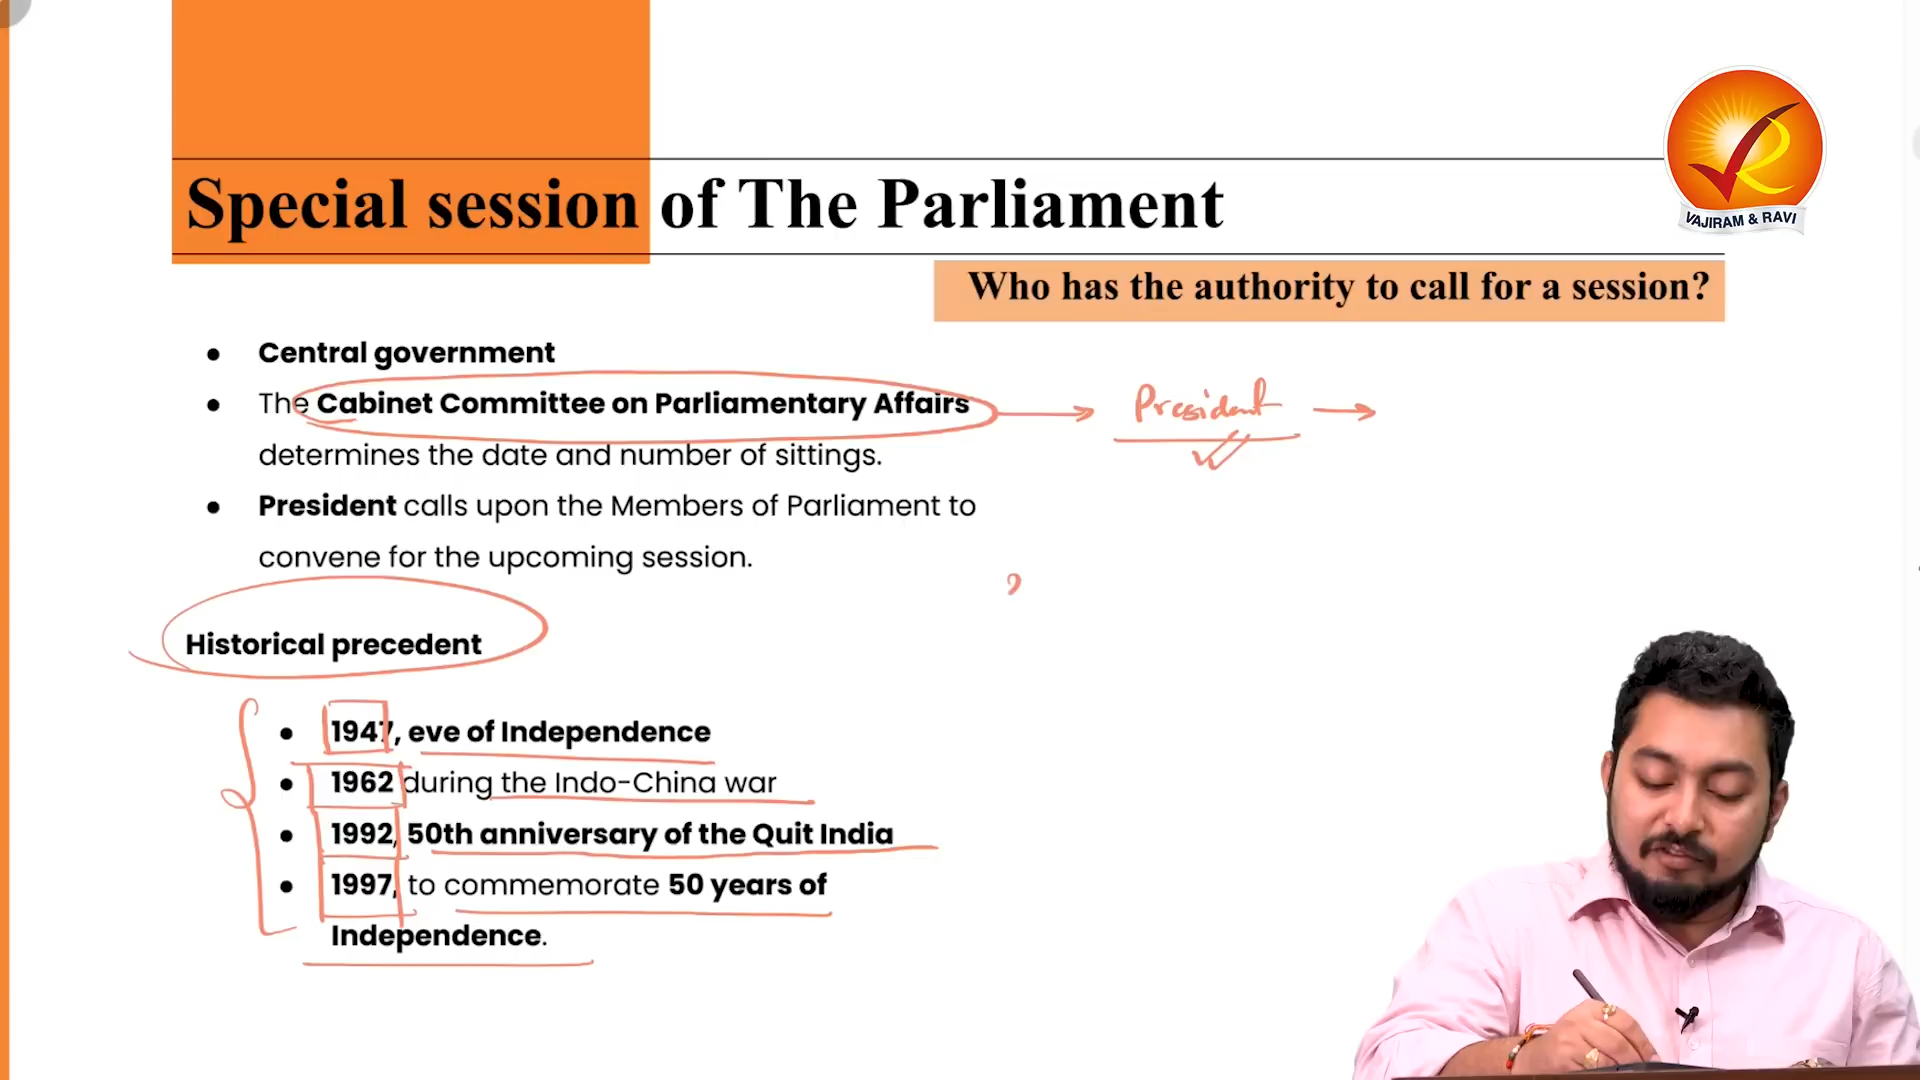 VAJIRAM & RAVI
Special session of The Parliament
Who has the authority to call for a session?
● Central government
● The Cabinet Committee on Parliamentary Affairs
President
determines the date and number of sittings.
● President calls upon the Members of Parliament to
convene for the upcoming session.
Historical precedent
● 1947, eve of Independence
● 1962 during the Indo-China war
● 1992, 50th anniversary of the Quit India
● 1997, to commemorate 50 years of
Independence.